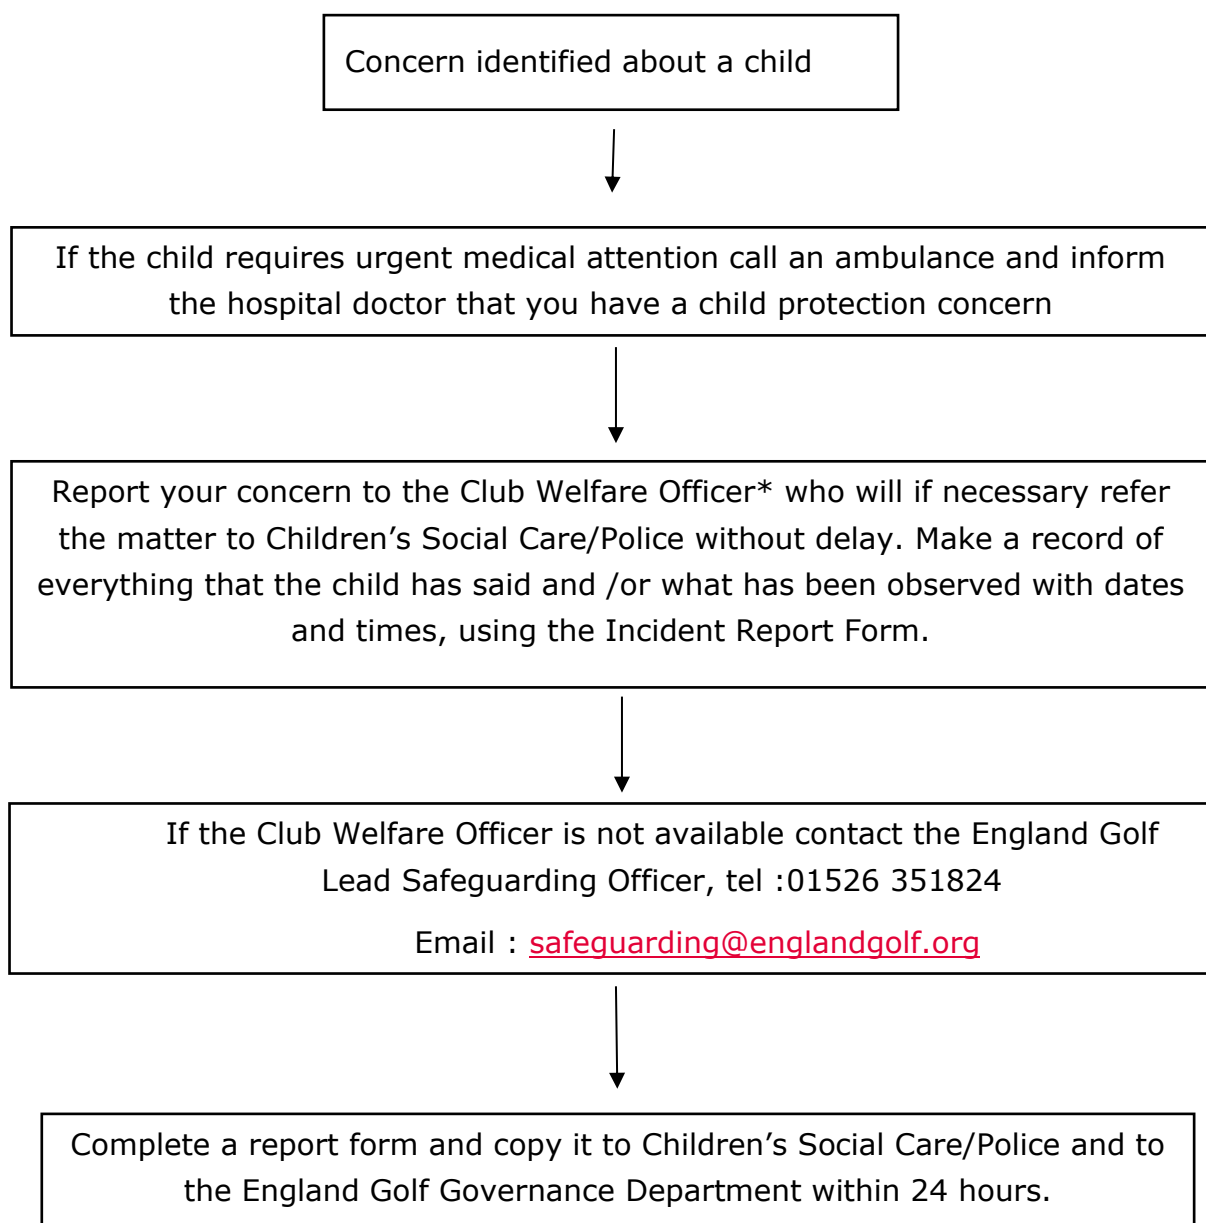 Concern identified about a child
If the child requires urgent medical attention call an ambulance and inform
the hospital doctor that you have a child protection concern
Report your concern to the Club Welfare Officer* who will if necessary refer
the matter to Children’s Social Care/Police without delay. Make a record of
everything that the child has said and /or what has been observed with dates
and times, using the Incident Report Form.
If the Club Welfare Officer is not available contact the England Golf
Lead Safeguarding Officer, tel :01526 351824
Email : safeguarding@englandgolf.org
Complete a report form and copy it to Children’s Social Care/Police and to
the England Golf Governance Department within 24 hours.